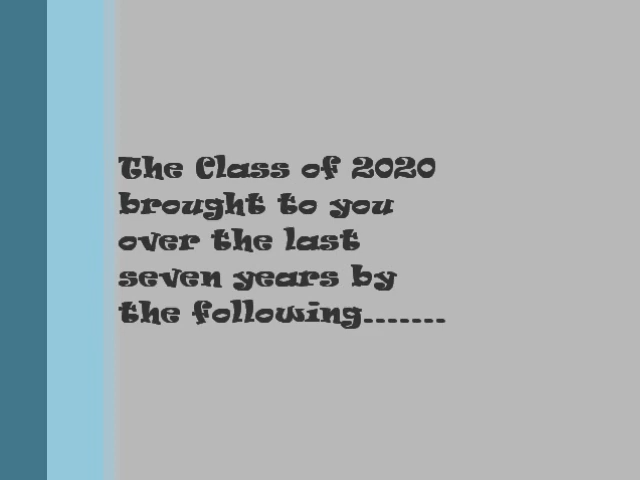 The Class of 2020
brought to you
over the last
seven years by
the following.......